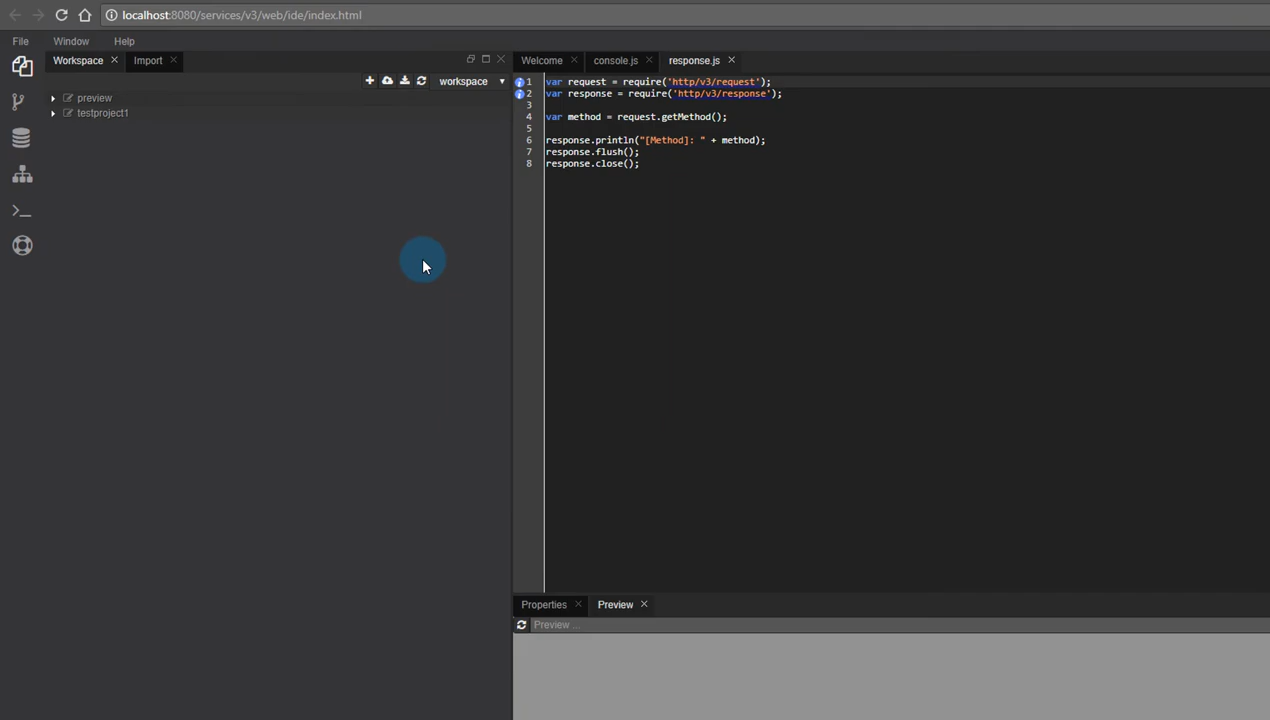 localhost:8080/services/v3/web/ide/index.html
File Window Help
Workspace Import
workspace
preview
testproject1
Welcome console.js response.js
1 var request = require('http/v3/request');
2 var response = require('http/v3/response');
3
4 var method = request.getMethod();
5
6 response.println("[Method]: " + method);
7 response.flush();
8 response.close();
Properties Preview
Preview ...